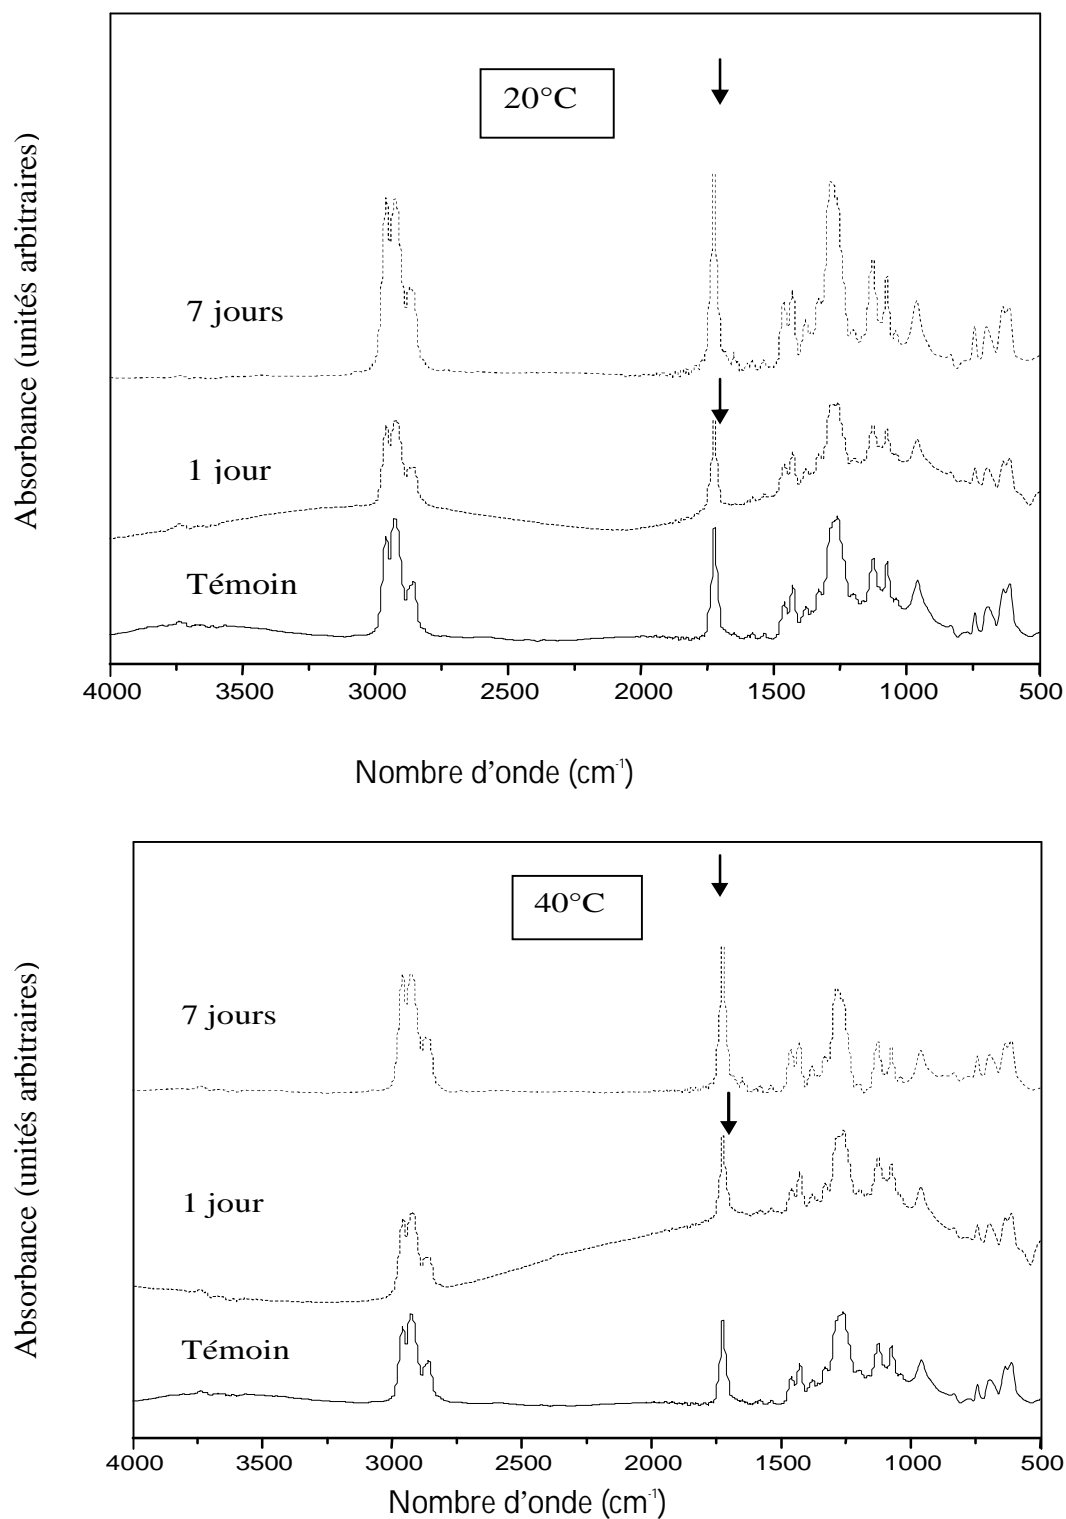 20°C
Absorbance (unités arbitraires)
7 jours
1 jour
Témoin
4000 3500 3000 2500 2000 1500 1000 500
Nombre d’onde (cm-1)
40°C
Absorbance (unités arbitraires)
7 jours
1 jour
Témoin
4000 3500 3000 2500 2000 1500 1000 500
Nombre d’onde (cm-1)